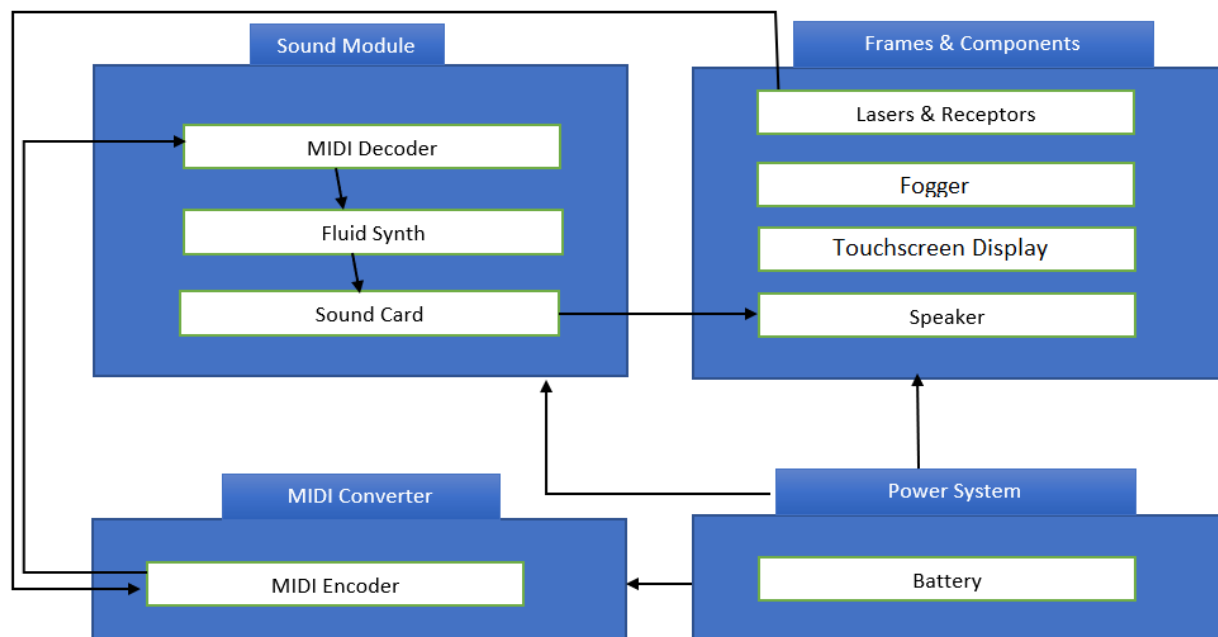 Sound Module
MIDI Decoder
Fluid Synth
Sound Card
Frames & Components
Lasers & Receptors
Fogger
Touchscreen Display
Speaker
MIDI Converter
MIDI Encoder
Power System
Battery